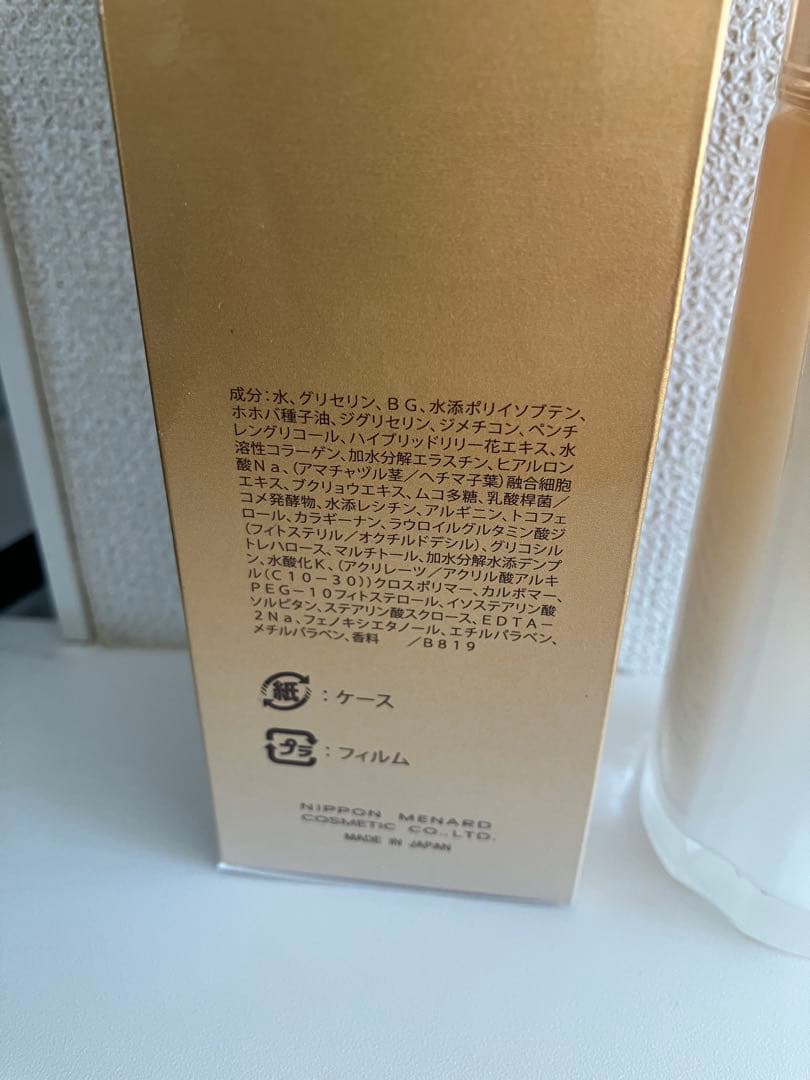 成分：水、グリセリン、ＢＧ、水添ポリイソブテン、
ホホバ種子油、ジグリセリン、ジメチコン、ペンチ
レングリコール、ハイブリッドリリー花エキス、水
溶性コラーゲン、加水分解エラスチン、ヒアルロン
酸Ｎａ、（アマチャヅル茎／ヘチマ子葉）融合細胞
エキス、ブクリョウエキス、ムコ多糖、乳酸桿菌／
コメ発酵物、水添レシチン、アルギニン、トコフェ
ロール、カラギーナン、ラウロイルグルタミン酸ジ
（フィトステリル／オクチルドデシル）、グリコシル
トレハロース、マルチトール、加水分解水添デンプ
ン、水酸化Ｋ、（アクリレーツ／アクリル酸アルキ
ル（Ｃ１０－３０））クロスポリマー、カルボマー、
ＰＥＧ－１０フィトステロール、イソステアリン酸
ソルビタン、ステアリン酸スクロース、ＥＤＴＡ－
２Ｎａ、フェノキシエタノール、エチルパラベン、
メチルパラベン、香料　　／Ｂ８１９
紙：ケース
プラ：フィルム
NIPPON MENARD
COSMETIC CO., LTD.
MADE IN JAPAN